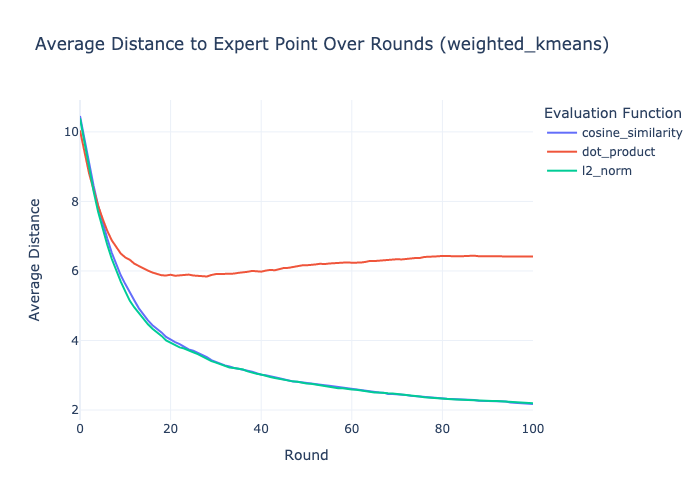 Average Distance to Expert Point Over Rounds (weighted_kmeans)
Evaluation Function
cosine_similarity
dot_product
l2_norm
Average Distance
10
8
6
4
2
0
20
40
60
80
100
Round